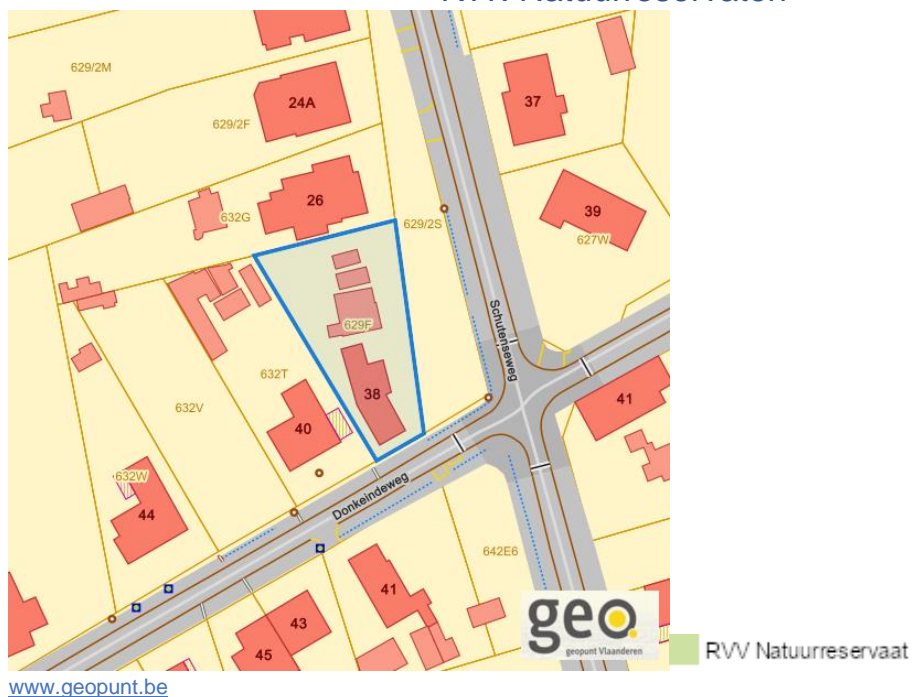 RVV Natuurreservaten
629/2M
24A
629/2F
37
26
632G
629/2S
39
627W
629F
Schutenseweg
632T
38
632V
40
41
632W
44
Donkeindeweg
642E6
41
43
45
geo
geopunt Vlaanderen
RVV Natuurreservaat
www.geopunt.be